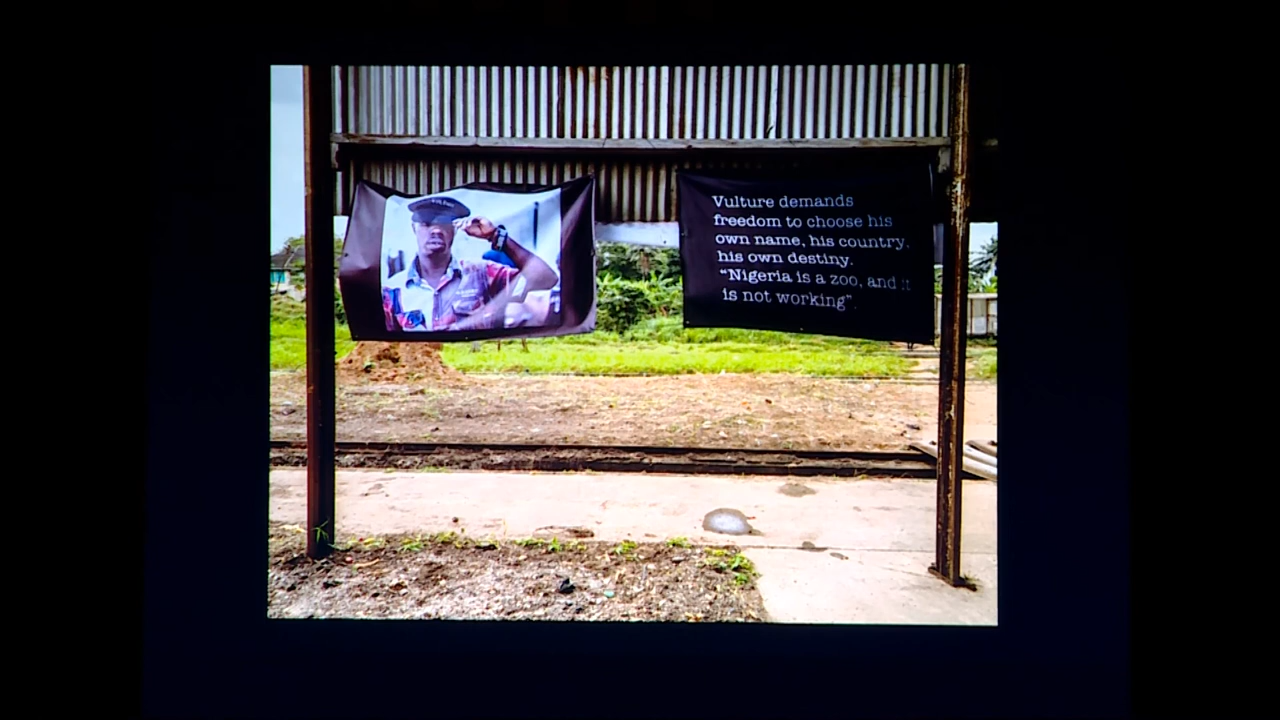 Vulture demands
freedom to choose his
own name, his country,
his own destiny.
“Nigeria is a zoo, and it
is not working”.